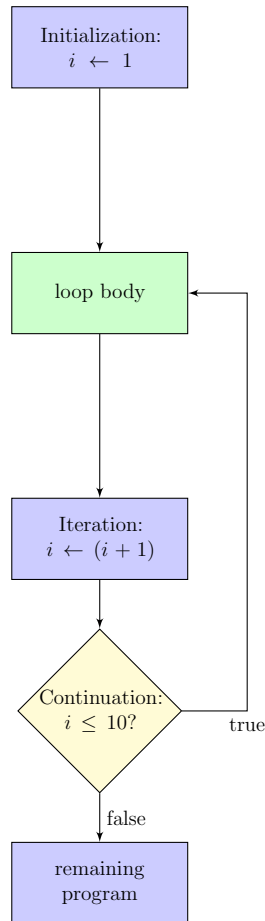 Initialization:
i ← 1
loop body
Iteration:
i ← (i + 1)
Continuation:
i ≤ 10?
true
false
remaining
program